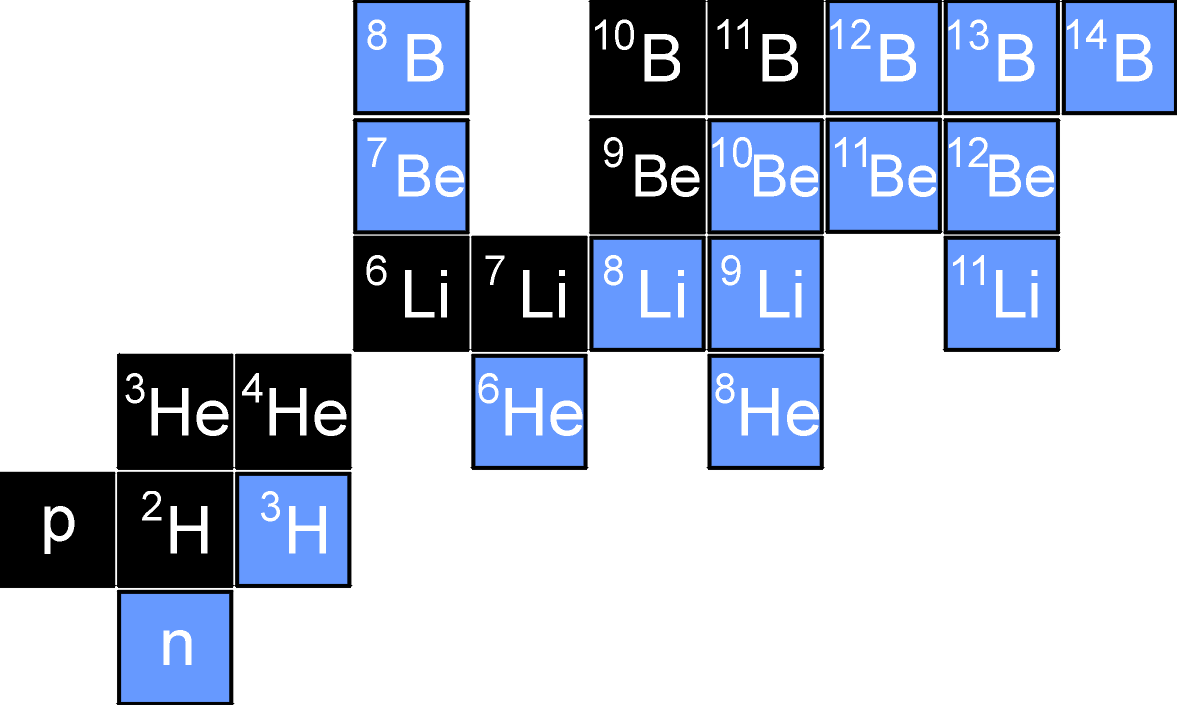 ⁸B ¹⁰B ¹¹B ¹²B ¹³B ¹⁴B
⁷Be ⁹Be ¹⁰Be ¹¹Be ¹²Be
⁶Li ⁷Li ⁸Li ⁹Li ¹¹Li
³He ⁴He ⁶He ⁸He
p ²H ³H
n